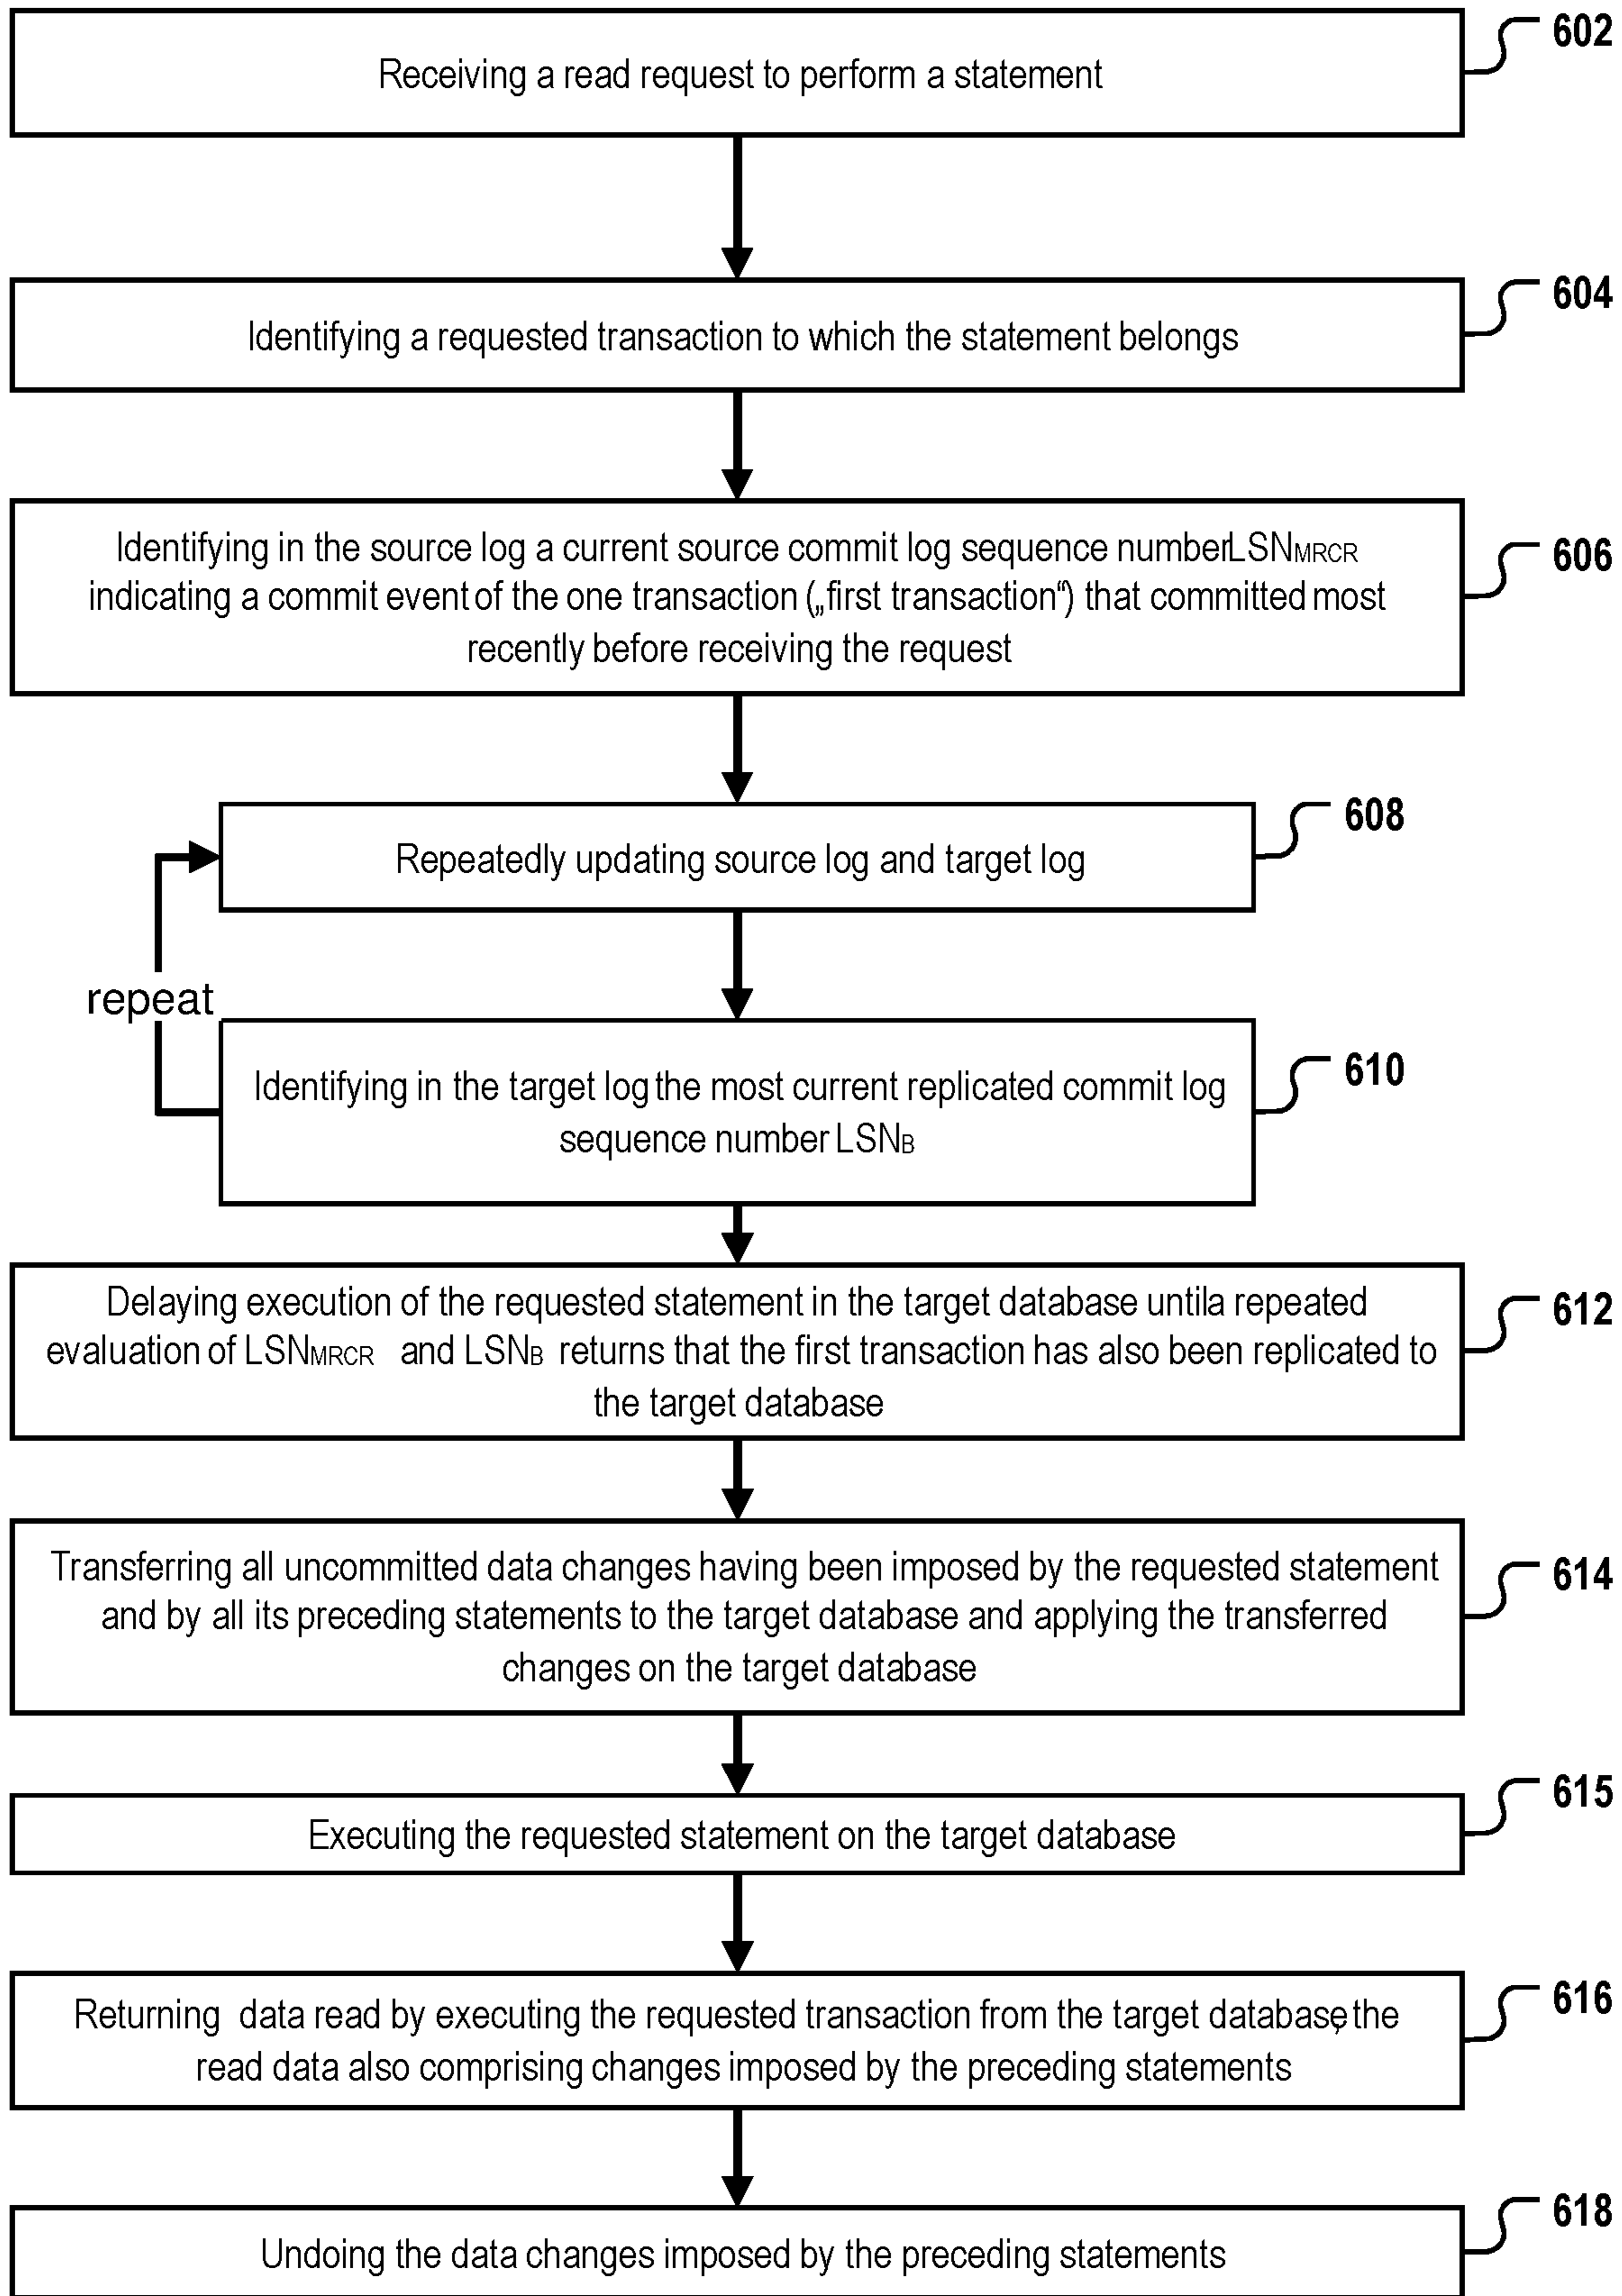 Receiving a read request to perform a statement
602
Identifying a requested transaction to which the statement belongs
604
Identifying in the source log a current source commit log sequence numberLSNMRCR
indicating a commit event of the one transaction („first transaction“) that committed most
recently before receiving the request
606
Repeatedly updating source log and target log
608
repeat
Identifying in the target log the most current replicated commit log
sequence number LSNB
610
Delaying execution of the requested statement in the target database untila repeated
evaluation of LSNMRCR and LSNB returns that the first transaction has also been replicated to
the target database
612
Transferring all uncommitted data changes having been imposed by the requested statement
and by all its preceding statements to the target database and applying the transferred
changes on the target database
614
Executing the requested statement on the target database
615
Returning data read by executing the requested transaction from the target database, the
read data also comprising changes imposed by the preceding statements
616
Undoing the data changes imposed by the preceding statements
618